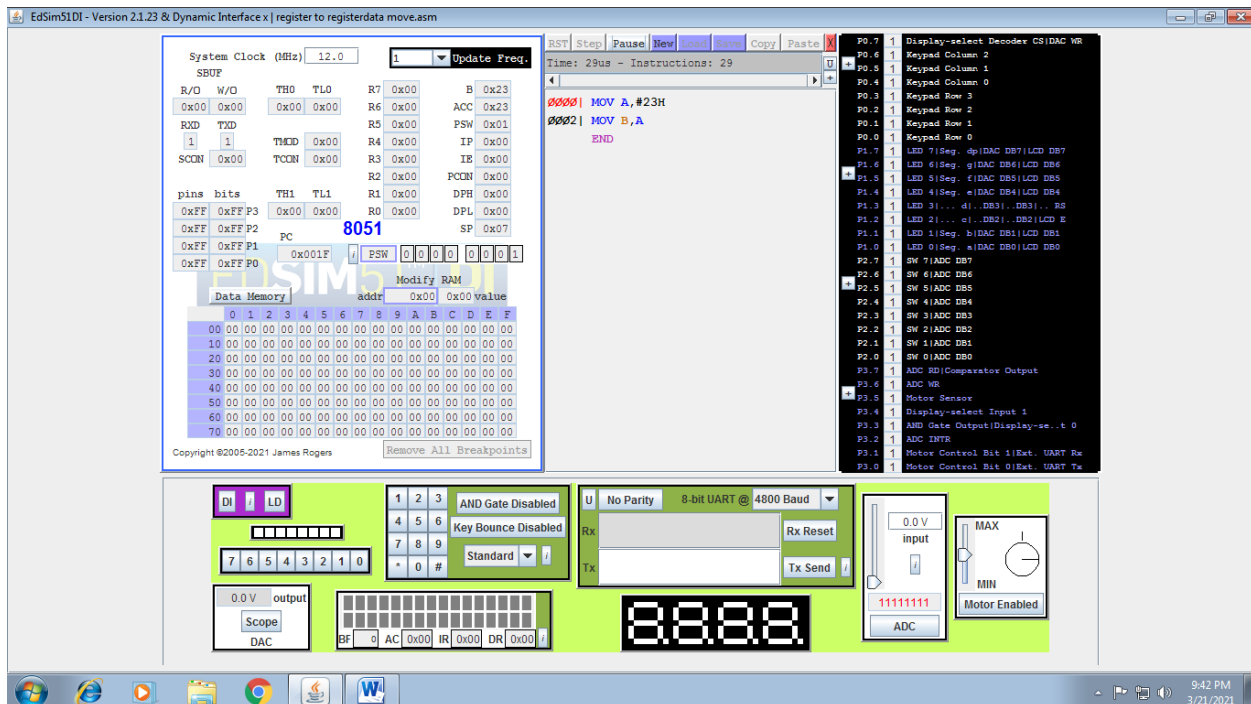 EdSim51DI - Version 2.1.23 & Dynamic Interface x | register to registerdata move.asm
System Clock (MHz) 12.0 1 Update Freq.
SBUF
R/O W/O TH0 TL0 R7 0x00 B 0x23
0x00 0x00 0x00 0x00 R6 0x00 ACC 0x23
RXD TXD R5 0x00 PSW 0x01
1 1 TMOD 0x00 R4 0x00 IP 0x00
SCON 0x00 TCON 0x00 R3 0x00 IE 0x00
R2 0x00 PCON 0x00
pins bits TH1 TL1 R1 0x00 DPH 0x00
0xFF 0xFF P3 0x00 0x00 R0 0x00 DPL 0x00
0xFF 0xFF P2 8051 SP 0x07
0xFF 0xFF P1 PC
0xFF 0xFF P0 0x001F i PSW 0 0 0 0 0 0 0 1
Modify RAM
Data Memory addr 0x00 0x00 value
0 1 2 3 4 5 6 7 8 9 A B C D E F
00 00 00 00 00 00 00 00 00 00 00 00 00 00 00 00 00
10 00 00 00 00 00 00 00 00 00 00 00 00 00 00 00 00
20 00 00 00 00 00 00 00 00 00 00 00 00 00 00 00 00
30 00 00 00 00 00 00 00 00 00 00 00 00 00 00 00 00
40 00 00 00 00 00 00 00 00 00 00 00 00 00 00 00 00
50 00 00 00 00 00 00 00 00 00 00 00 00 00 00 00 00
60 00 00 00 00 00 00 00 00 00 00 00 00 00 00 00 00
70 00 00 00 00 00 00 00 00 00 00 00 00 00 00 00 00
Copyright ©2005-2021 James Rogers Remove All Breakpoints
RST Step Pause New Load Save Copy Paste X
Time: 29us - Instructions: 29 U
0000| MOV A,#23H
0002| MOV B,A
END
P0.7 1 Display-select Decoder CS|DAC WR
P0.6 1 Keypad Column 2
P0.5 1 Keypad Column 1
P0.4 1 Keypad Column 0
P0.3 1 Keypad Row 3
P0.2 1 Keypad Row 2
P0.1 1 Keypad Row 1
P0.0 1 Keypad Row 0
P1.7 1 LED 7|Seg. dp|DAC DB7|LCD DB7
P1.6 1 LED 6|Seg. g|DAC DB6|LCD DB6
P1.5 1 LED 5|Seg. f|DAC DB5|LCD DB5
P1.4 1 LED 4|Seg. e|DAC DB4|LCD DB4
P1.3 1 LED 3|... d|..DB3|..DB3|.. RS
P1.2 1 LED 2|... c|..DB2|..DB2|LCD E
P1.1 1 LED 1|Seg. b|DAC DB1|LCD DB1
P1.0 1 LED 0|Seg. a|DAC DB0|LCD DB0
P2.7 1 SW 7|ADC DB7
P2.6 1 SW 6|ADC DB6
P2.5 1 SW 5|ADC DB5
P2.4 1 SW 4|ADC DB4
P2.3 1 SW 3|ADC DB3
P2.2 1 SW 2|ADC DB2
P2.1 1 SW 1|ADC DB1
P2.0 1 SW 0|ADC DB0
P3.7 1 ADC RD|Comparator Output
P3.6 1 ADC WR
P3.5 1 Motor Sensor
P3.4 1 Display-select Input 1
P3.3 1 AND Gate Output|Display-se..t 0
P3.2 1 ADC INTR
P3.1 1 Motor Control Bit 1|Ext. UART Rx
P3.0 1 Motor Control Bit 0|Ext. UART Tx
DI i LD
7 6 5 4 3 2 1 0
0.0 V output
Scope
DAC
1 2 3 AND Gate Disabled
4 5 6 Key Bounce Disabled
7 8 9
* 0 # Standard i
BF 0 AC 0x00 IR 0x00 DR 0x00 i
U No Parity 8-bit UART @ 4800 Baud
Rx Rx Reset
Tx Tx Send i
8.8.8.8.
0.0 V
input
i
11111111
ADC
MAX
MIN
Motor Enabled
9:42 PM
3/21/2021